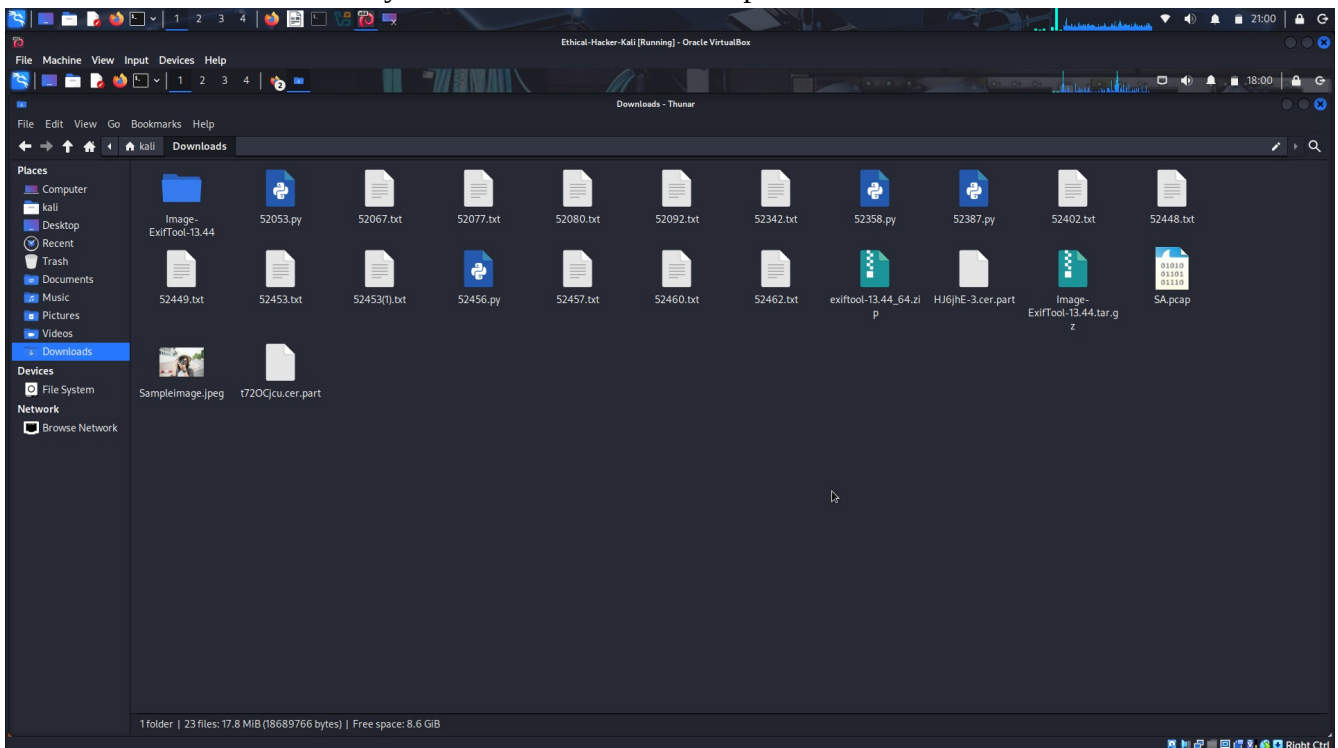 1 2 3 4
21:00
Ethical-Hacker-Kali [Running] - Oracle VirtualBox
File Machine View Input Devices Help
1 2 3 4
2
18:00
Downloads - Thunar
File Edit View Go Bookmarks Help
kali Downloads
Places
Computer
kali
Desktop
Recent
Trash
Documents
Music
Pictures
Videos
Downloads
Devices
File System
Network
Browse Network
Image-
ExifTool-13.44
52053.py
52067.txt
52077.txt
52080.txt
52092.txt
52342.txt
52358.py
52387.py
52402.txt
52448.txt
52449.txt
52453.txt
52453(1).txt
52456.py
52457.txt
52460.txt
52462.txt
exiftool-13.44_64.zi
p
HJ6jhE-3.cer.part
Image-
ExifTool-13.44.tar.g
z
01010
01101
01110
SA.pcap
Sampleimage.jpeg
t72OCjcu.cer.part
1 folder | 23 files: 17.8 MiB (18689766 bytes) | Free space: 8.6 GiB
Right Ctrl